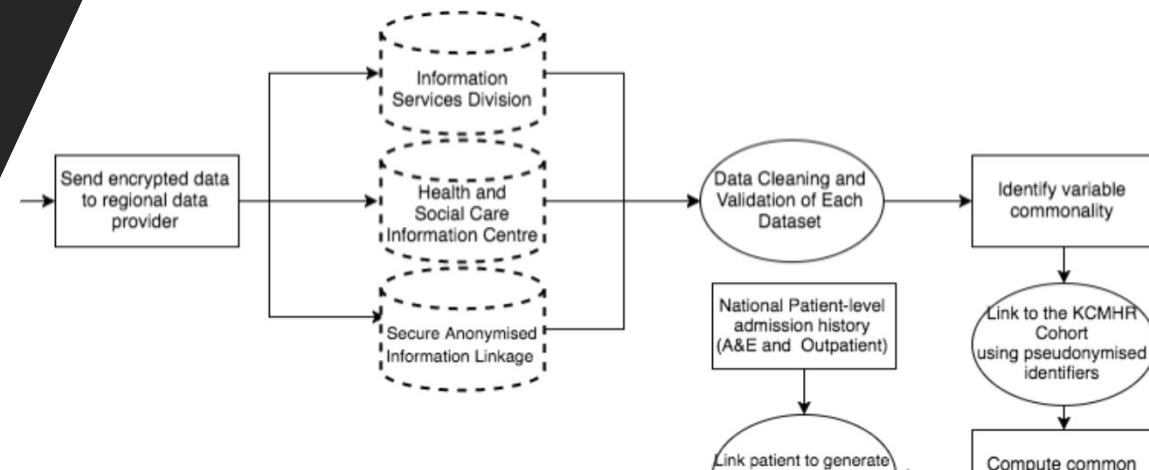 Information
Services Division
Send encrypted data
to regional data
provider
Health and
Social Care
Information Centre
Data Cleaning and
Validation of Each
Dataset
Identify variable
commonality
Secure Anonymised
Information Linkage
National Patient-level
admission history
(A&E and Outpatient)
Link to the KCMHR
Cohort
using pseudonymised
identifiers
Link patient to generate
Compute common